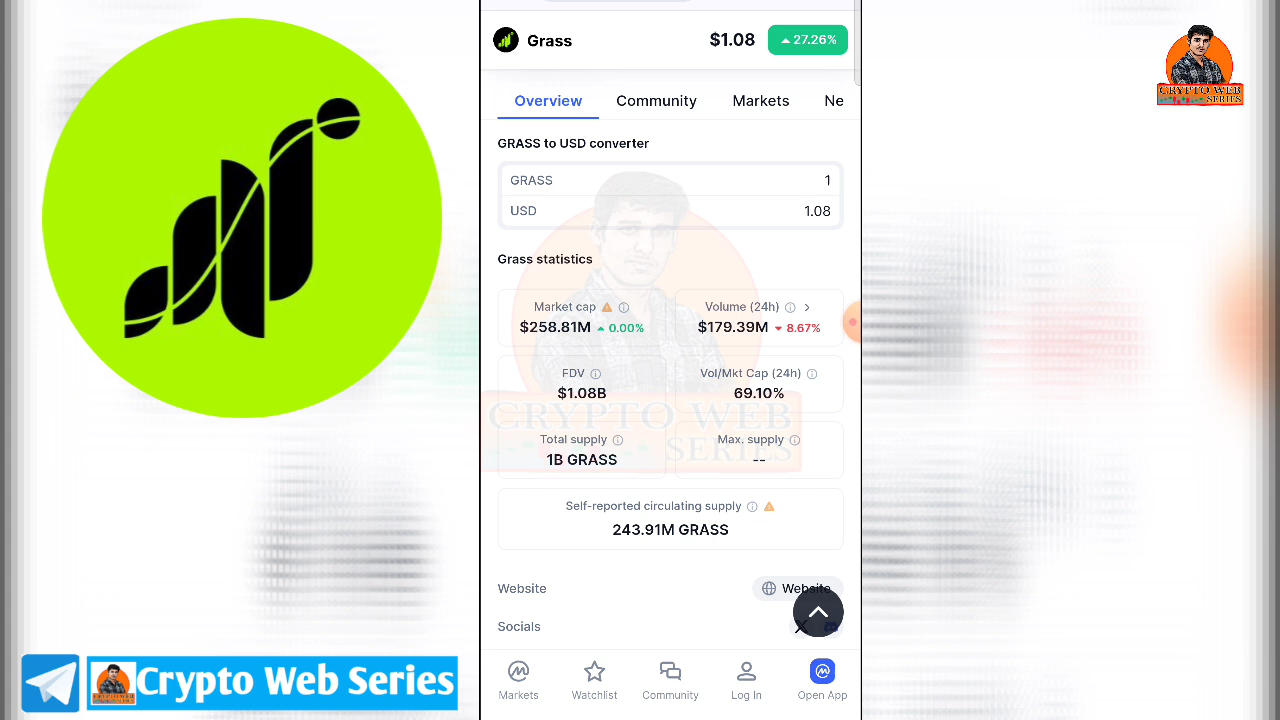 Grass $1.08 27.26%
Overview Community Markets Ne
GRASS to USD converter
GRASS 1
USD 1.08
Grass statistics
Market cap Volume (24h)
$258.81M 0.00% $179.39M 8.67%
FDV Vol/Mkt Cap (24h)
$1.08B 69.10%
Total supply Max. supply
1B GRASS --
Self-reported circulating supply
243.91M GRASS
Website Website
Socials
Markets Watchlist Community Log In Open App
CRYPTO WEB
SERIES
CRYPTO WEB
SERIES
Crypto Web Series